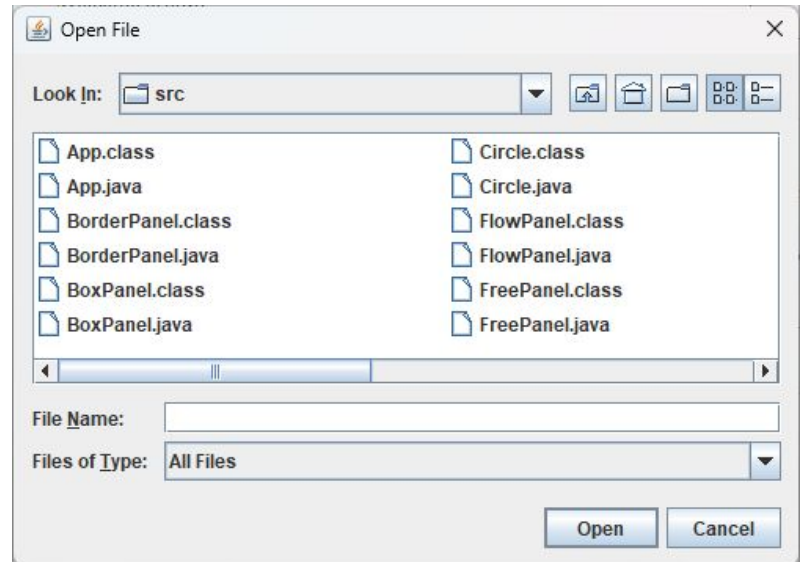 Open File
Look In: src
App.class
App.java
BorderPanel.class
BorderPanel.java
BoxPanel.class
BoxPanel.java
Circle.class
Circle.java
FlowPanel.class
FlowPanel.java
FreePanel.class
FreePanel.java
File Name:
Files of Type: All Files
Open Cancel